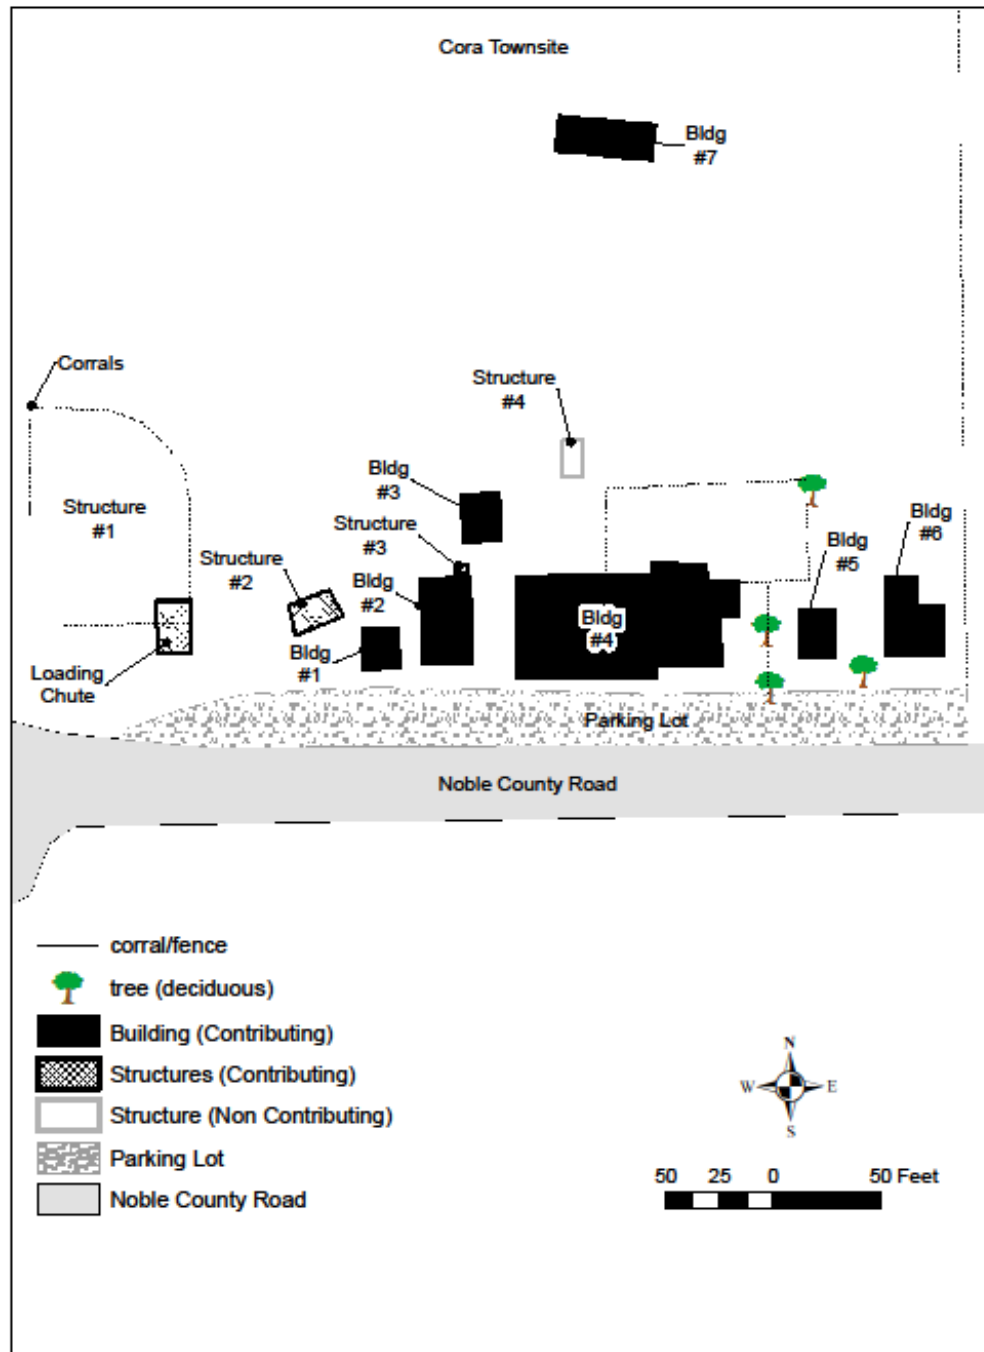 Cora Townsite
Bldg
#7
Corrals
Structure
#4
Bldg
#3
Structure
#1
Structure
#3
Bldg
#6
Bldg
#5
Structure
#2
Bldg
#2
Bldg
#4
Bldg
#1
Loading
Chute
Parking Lot
Noble County Road
corral/fence
tree (deciduous)
Building (Contributing)
Structures (Contributing)
Structure (Non Contributing)
Parking Lot
Noble County Road
N
W E
S
50 25 0 50 Feet